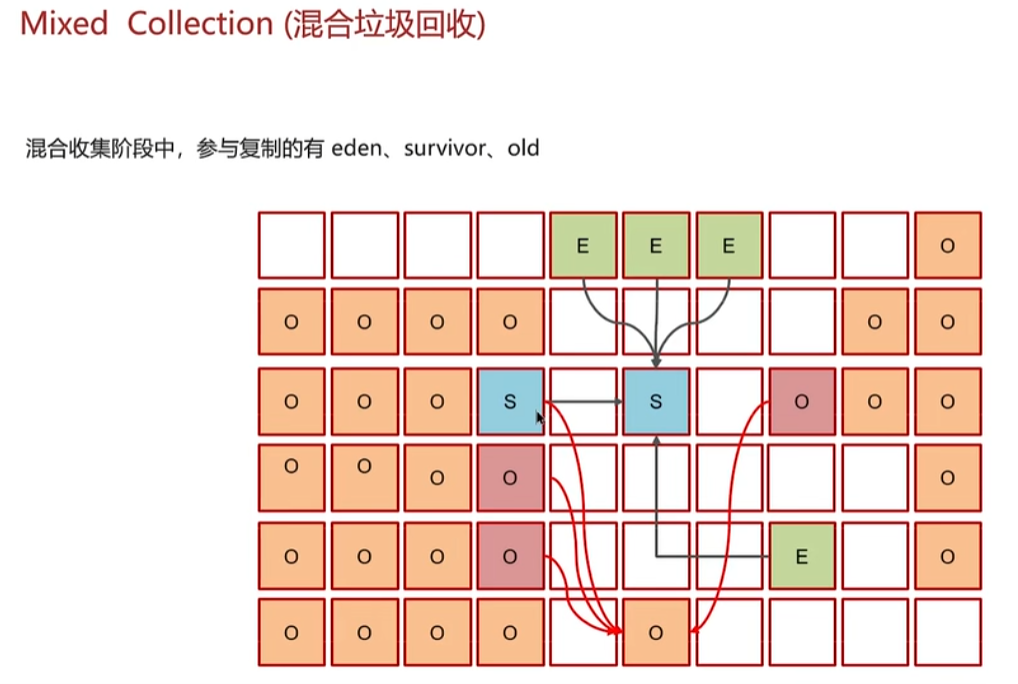 Mixed Collection (混合垃圾回收)
混合收集阶段中，参与复制的有 eden、survivor、old
E E E O
O O O O O O
O O O S S O O O
O O O O O
O O O O E O
O O O O O